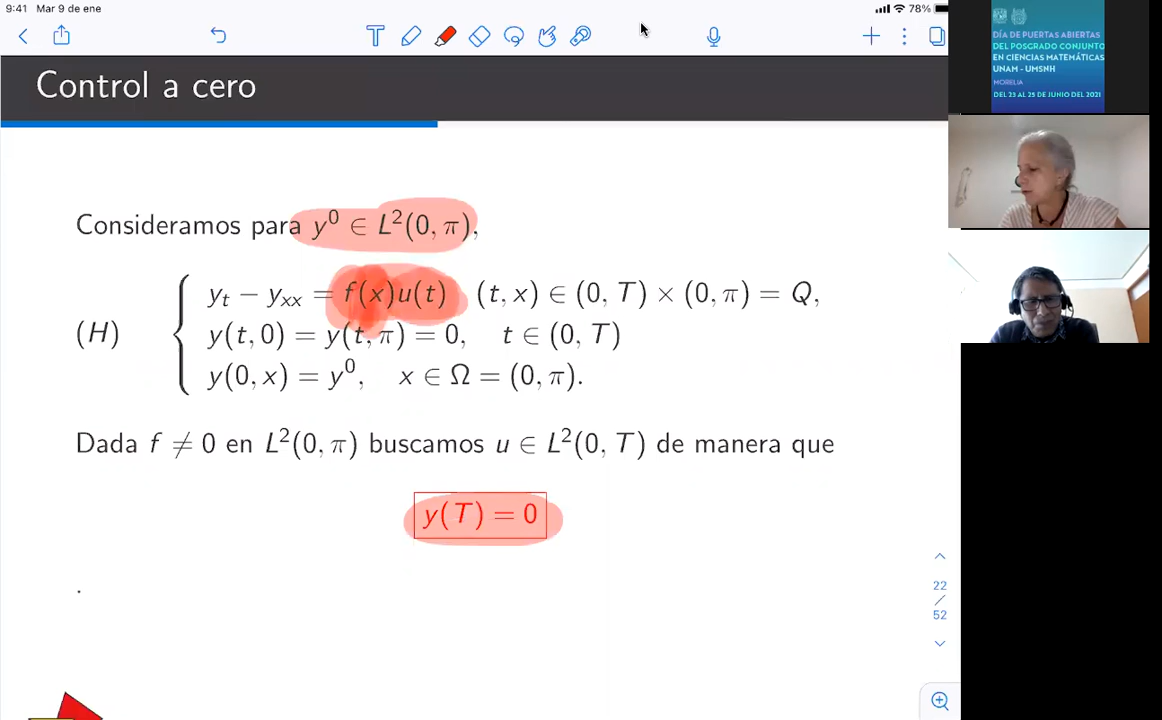 9:41 Mar 9 de ene
78%
Control a cero
Consideramos para y⁰ ∈ L²(0, π),
(H)
yₜ − yₓₓ = f(x)u(t) (t, x) ∈ (0, T) × (0, π) = Q,
y(t, 0) = y(t, π) = 0, t ∈ (0, T)
y(0, x) = y⁰, x ∈ Ω = (0, π).
Dada f ≠ 0 en L²(0, π) buscamos u ∈ L²(0, T) de manera que
y(T) = 0
.
22
/
52
DÍA DE PUERTAS ABIERTAS
DEL POSGRADO CONJUNTO
EN CIENCIAS MATEMÁTICAS
UNAM - UMSNH
MORELIA
DEL 23 AL 25 DE JUNIO DEL 2021